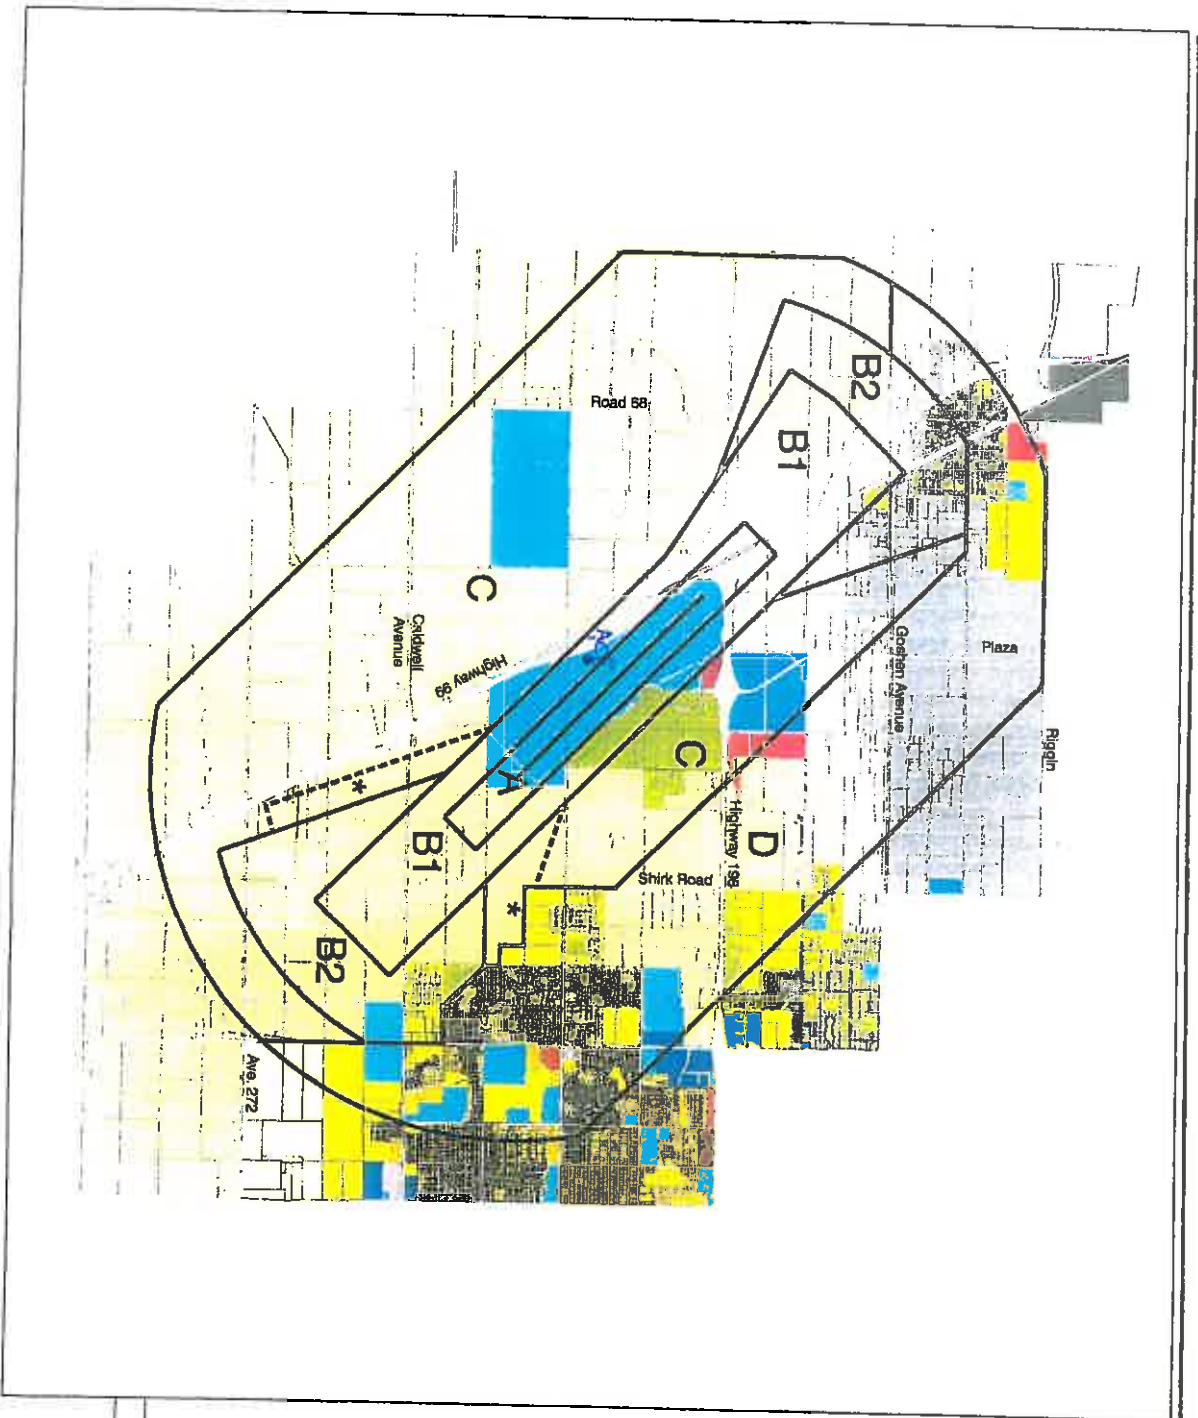 Riggin
Plaza
Goshen Avenue
B2
B1
Road 68
D
Highway 198
C
Shirk Road
C
Highway 99
Caldwell
Avenue
A
*
*
B1
B2
Ave. 272